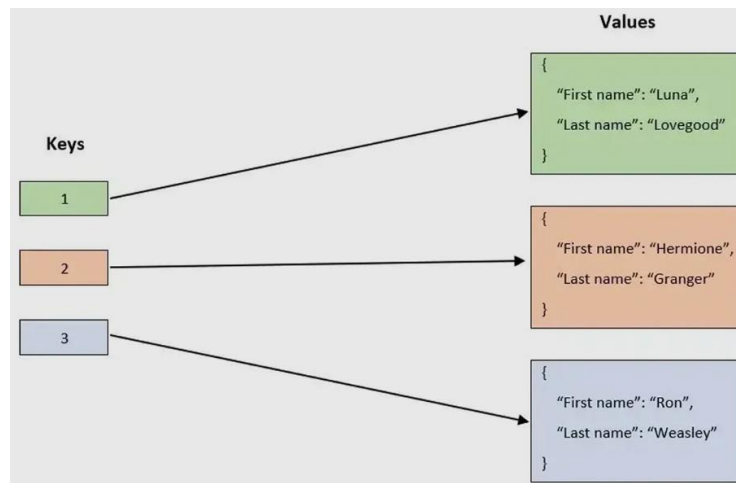 Values
{
“First name”: “Luna”,
“Last name”: “Lovegood”
}
Keys
1
{
“First name”: “Hermione”,
“Last name”: “Granger”
}
2
3
{
“First name”: “Ron”,
“Last name”: “Weasley”
}